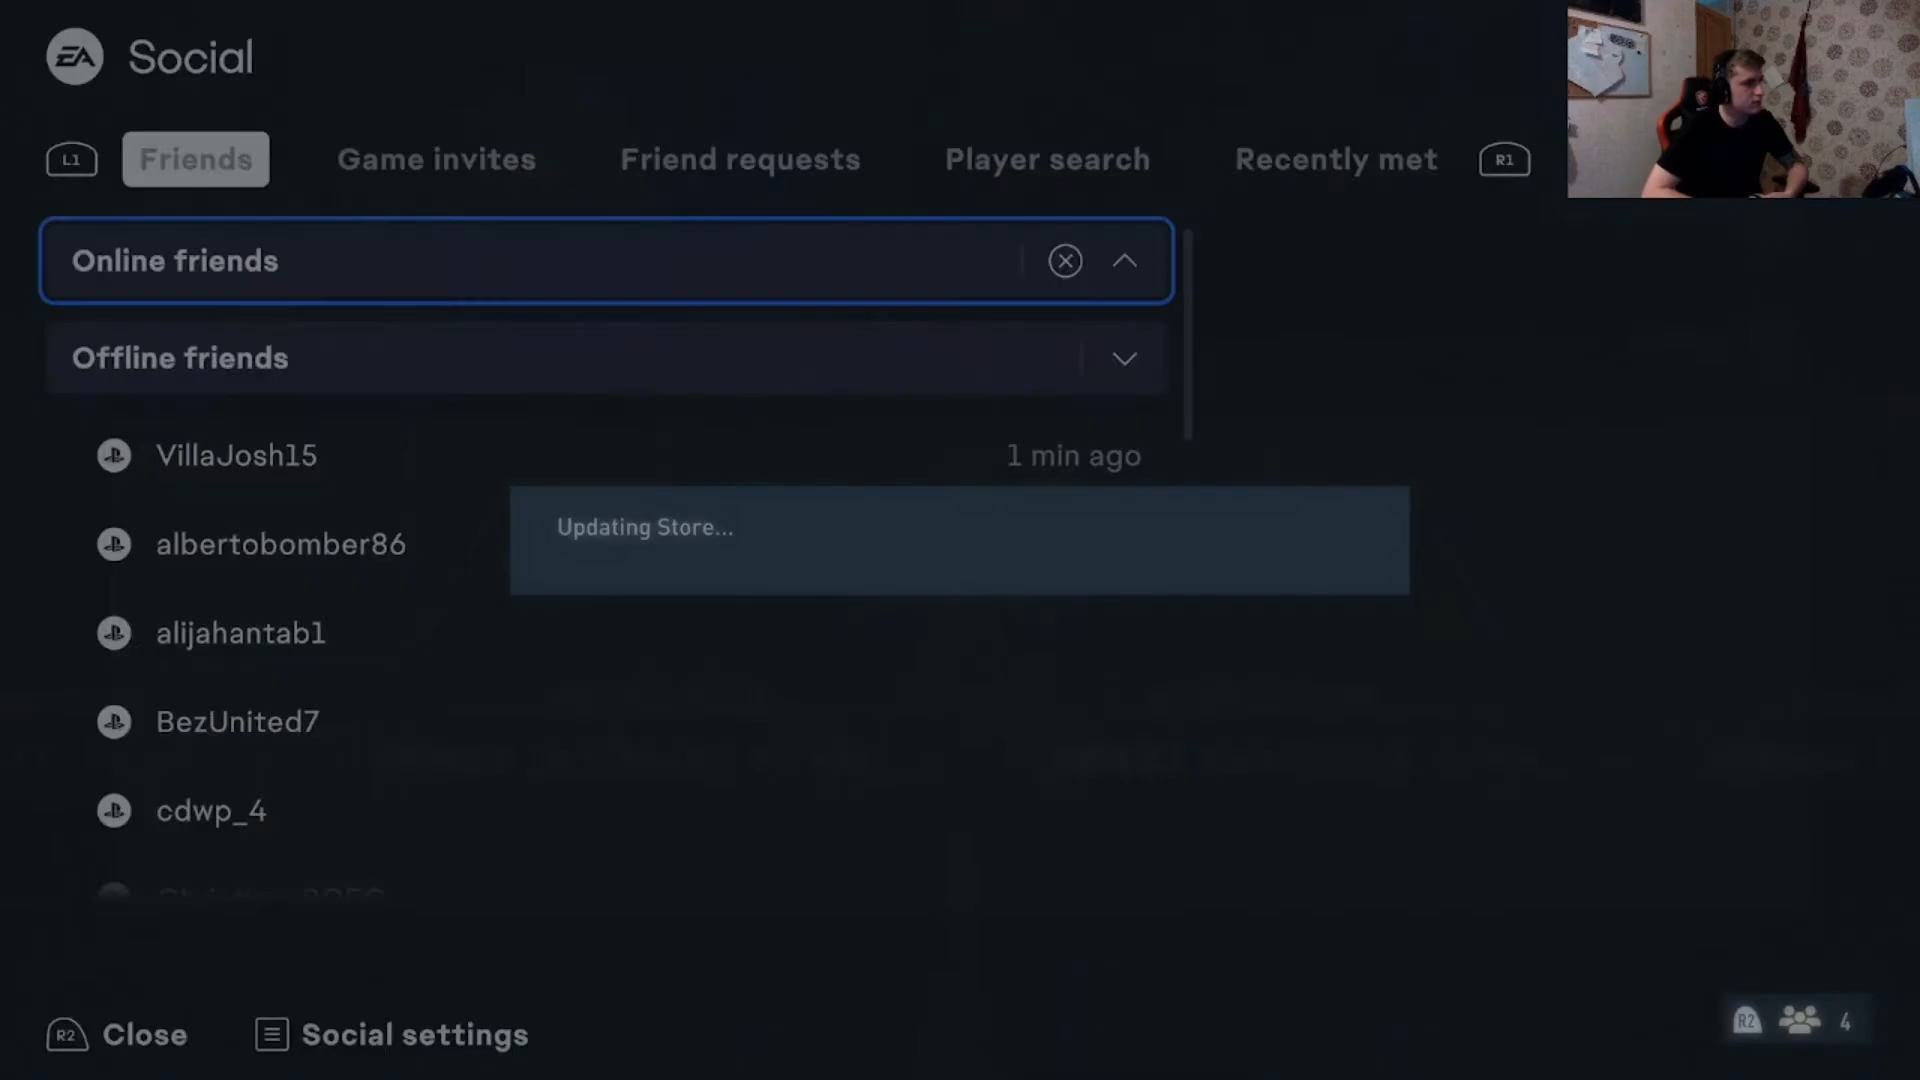 EA Social
L1 Friends Game invites Friend requests Player search Recently met R1
Online friends
Offline friends
VillaJosh15 1 min ago
Updating Store...
albertobomber86
alijahantab1
BezUnited7
cdwp_4
R2 Close Social settings
R2 4